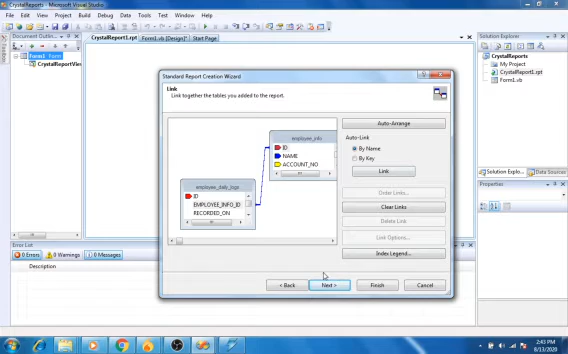 CrystalReports - Microsoft Visual Studio
File Edit View Project Build Debug Data Tools Test Window Help
Document Outlin...
CrystalReport1.rpt Form1.vb [Design]* Start Page
Solution Explorer
Toolbox
Form1 Form
CrystalReportView
CrystalReports
My Project
CrystalReport1.rpt
Form1.vb
Standard Report Creation Wizard
Link
Link together the tables you added to the report.
employee_info
ID
NAME
ACCOUNT_NO
employee_daily_logs
ID
EMPLOYEE_INFO_ID
RECORDED_ON
Auto-Arrange
Auto-Link
By Name
By Key
Link
Order Links...
Clear Links
Delete Link
Link Options...
Index Legend...
< Back Next > Finish Cancel
Solution Explo... Data Sources
Properties
Error List
0 Errors 0 Warnings 0 Messages
Description
2:43 PM
8/13/2020